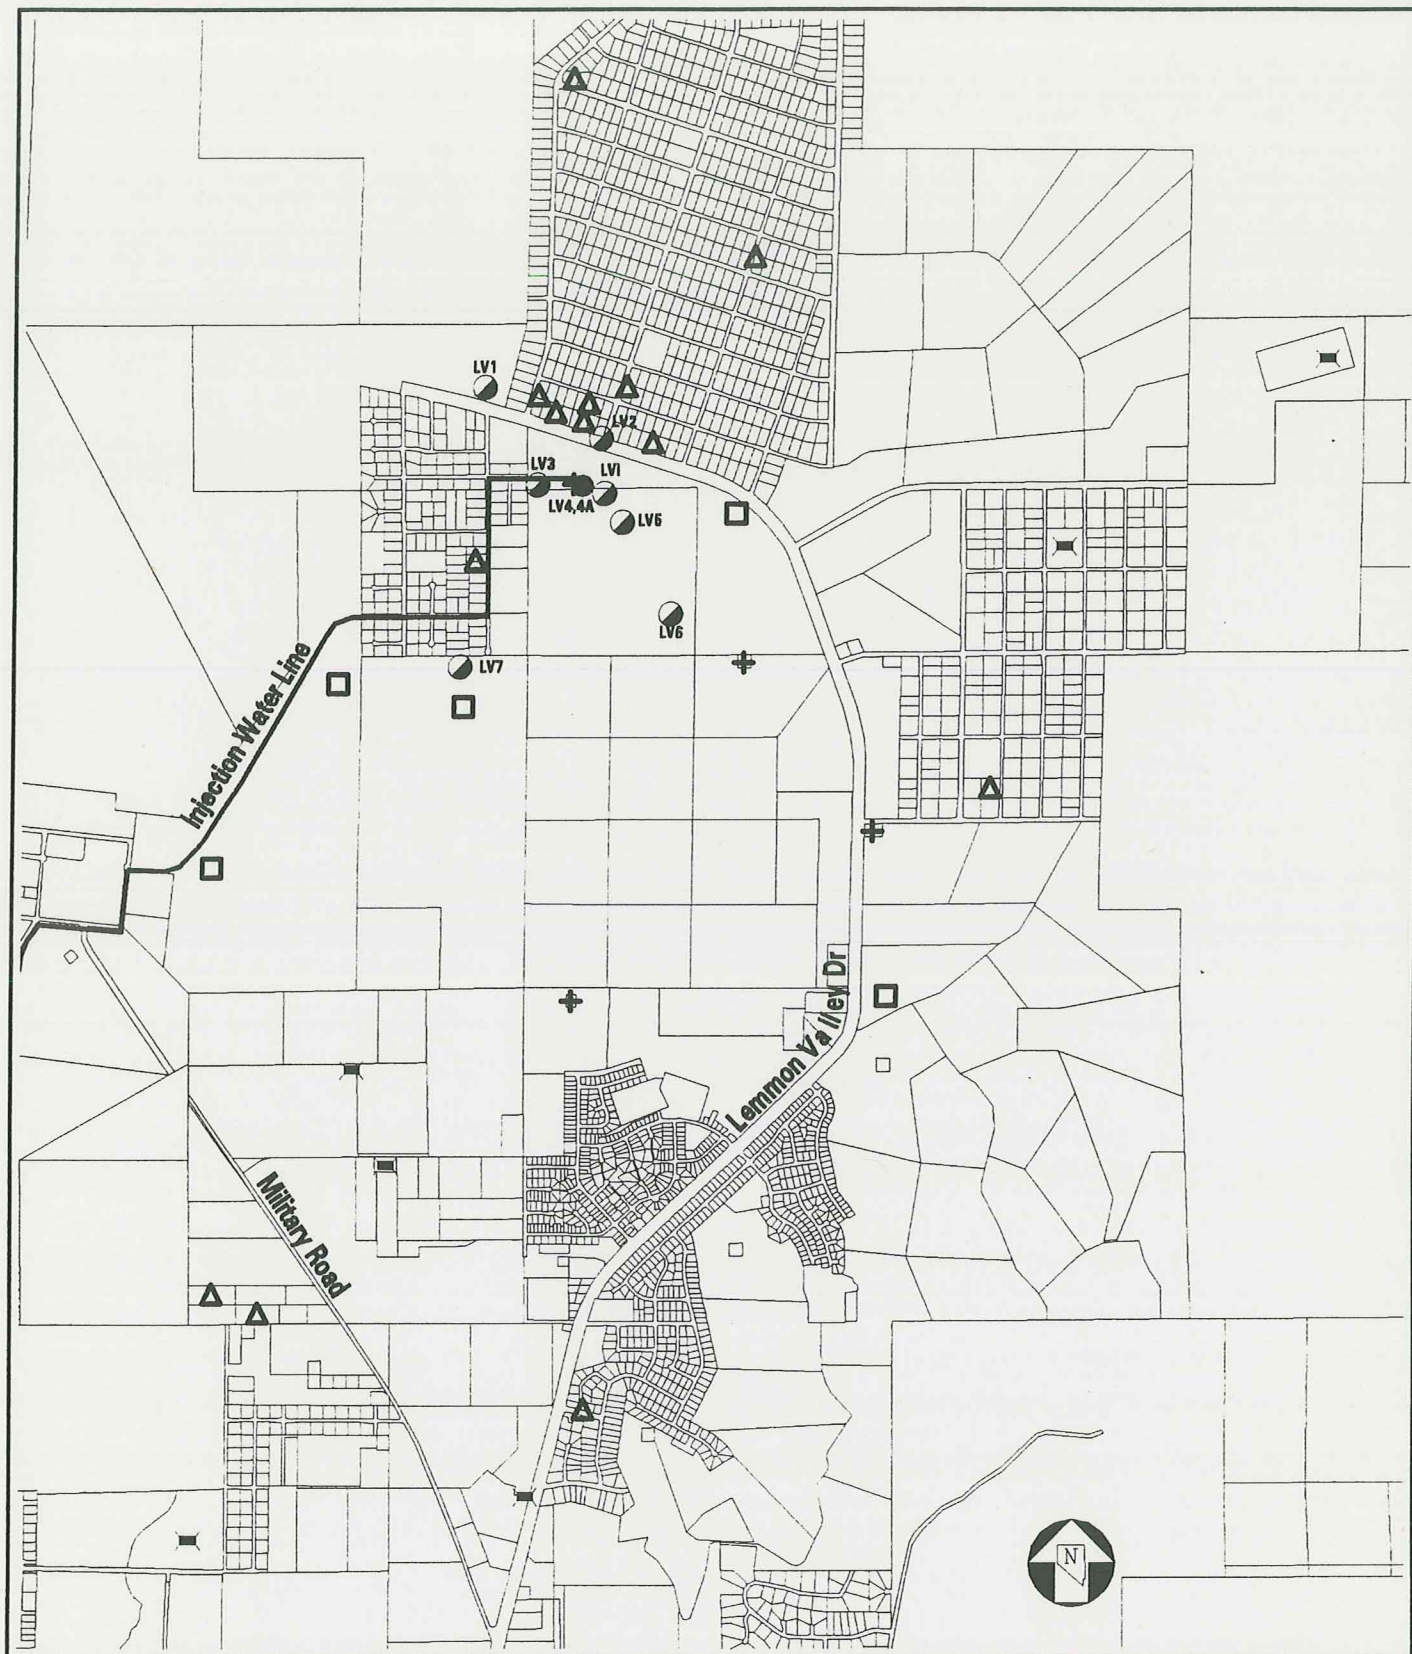 LV1
LV2
LV3
LVI
LV4,4A
LV5
LV6
LV7
Injection Water Line
Lemmon Valley Dr
Military Road
N